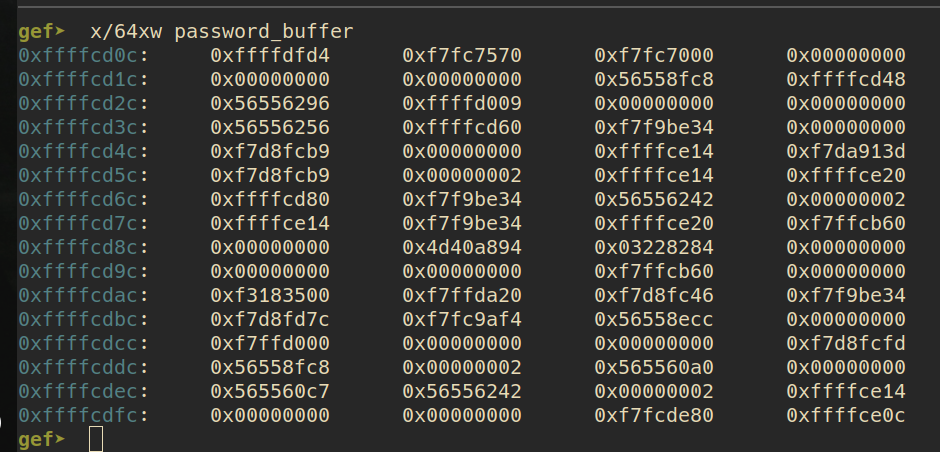 gef➤  x/64xw password_buffer
0xffffcd0c:     0xffffdfd4      0xf7fc7570      0xf7fc7000      0x00000000
0xffffcd1c:     0x00000000      0x00000000      0x56558fc8      0xffffcd48
0xffffcd2c:     0x56556296      0xffffd009      0x00000000      0x00000000
0xffffcd3c:     0x56556256      0xffffcd60      0xf7f9be34      0x00000000
0xffffcd4c:     0xf7d8fcb9      0x00000000      0xffffce14      0xf7da913d
0xffffcd5c:     0xf7d8fcb9      0x00000002      0xffffce14      0xffffce20
0xffffcd6c:     0xffffcd80      0xf7f9be34      0x56556242      0x00000002
0xffffcd7c:     0xffffce14      0xf7f9be34      0xffffce20      0xf7ffcb60
0xffffcd8c:     0x00000000      0x4d40a894      0x03228284      0x00000000
0xffffcd9c:     0x00000000      0x00000000      0xf7ffcb60      0x00000000
0xffffcdac:     0xf3183500      0xf7ffda20      0xf7d8fc46      0xf7f9be34
0xffffcdbc:     0xf7d8fd7c      0xf7fc9af4      0x56558ecc      0x00000000
0xffffcdcc:     0xf7ffd000      0x00000000      0x00000000      0xf7d8fcfd
0xffffcddc:     0x56558fc8      0x00000002      0x565560a0      0x00000000
0xffffcdec:     0x565560c7      0x56556242      0x00000002      0xffffce14
0xffffcdfc:     0x00000000      0x00000000      0xf7fcde80      0xffffce0c
gef➤